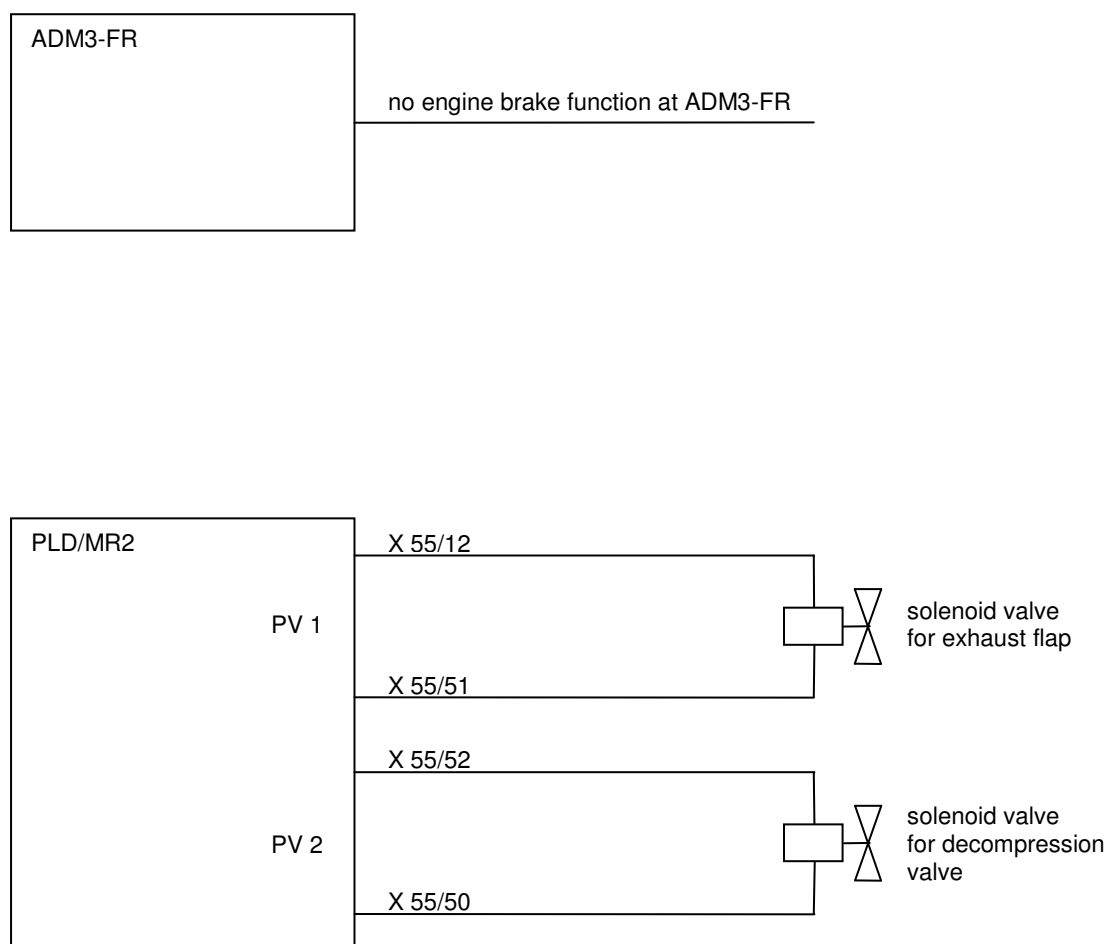 ADM3-FR
no engine brake function at ADM3-FR
PLD/MR2
X 55/12
PV 1
solenoid valve
for exhaust flap
X 55/51
X 55/52
PV 2
solenoid valve
for decompression
valve
X 55/50